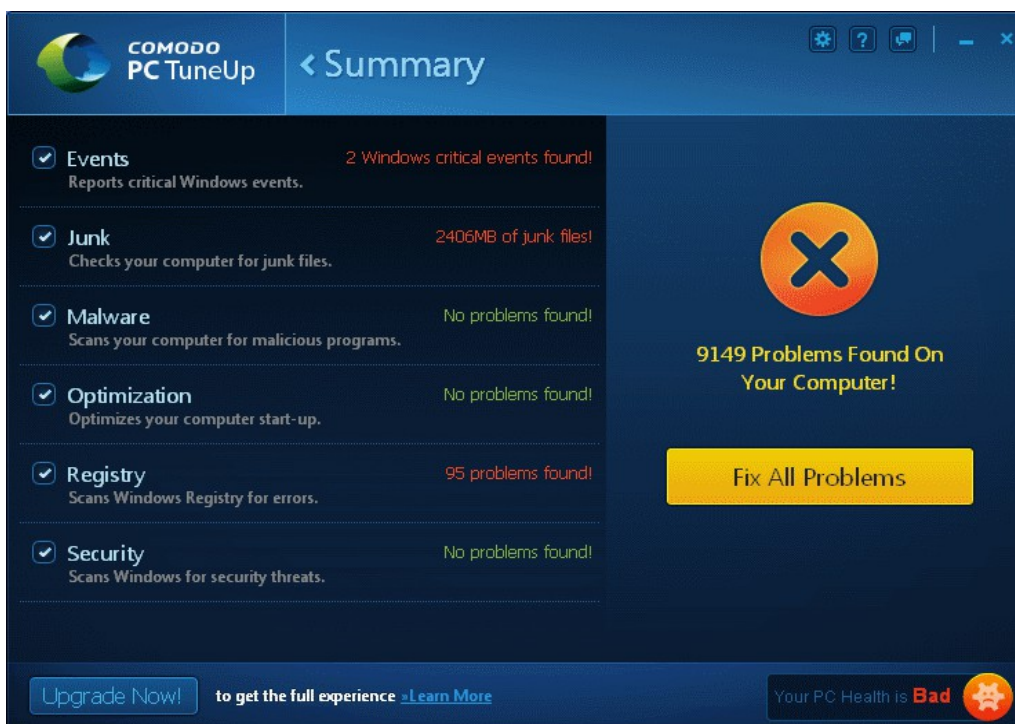 COMODO
PC TuneUp
< Summary
?
Events
2 Windows critical events found!
Reports critical Windows events.
Junk
2406MB of junk files!
Checks your computer for junk files.
Malware
No problems found!
Scans your computer for malicious programs.
Optimization
No problems found!
Optimizes your computer start-up.
Registry
95 problems found!
Scans Windows Registry for errors.
Security
No problems found!
Scans Windows for security threats.
9149 Problems Found On
Your Computer!
Fix All Problems
Upgrade Now!
to get the full experience »Learn More
Your PC Health is Bad